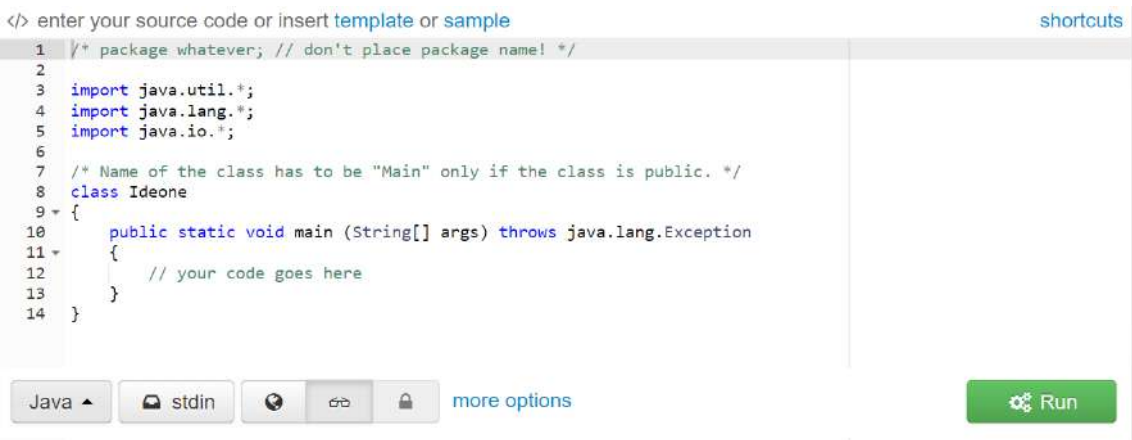 </> enter your source code or insert template or sample shortcuts
1 /* package whatever; // don't place package name! */
2
3 import java.util.*;
4 import java.lang.*;
5 import java.io.*;
6
7 /* Name of the class has to be "Main" only if the class is public. */
8 class Ideone
9 {
10 public static void main (String[] args) throws java.lang.Exception
11 {
12 // your code goes here
13 }
14 }
Java stdin more options Run